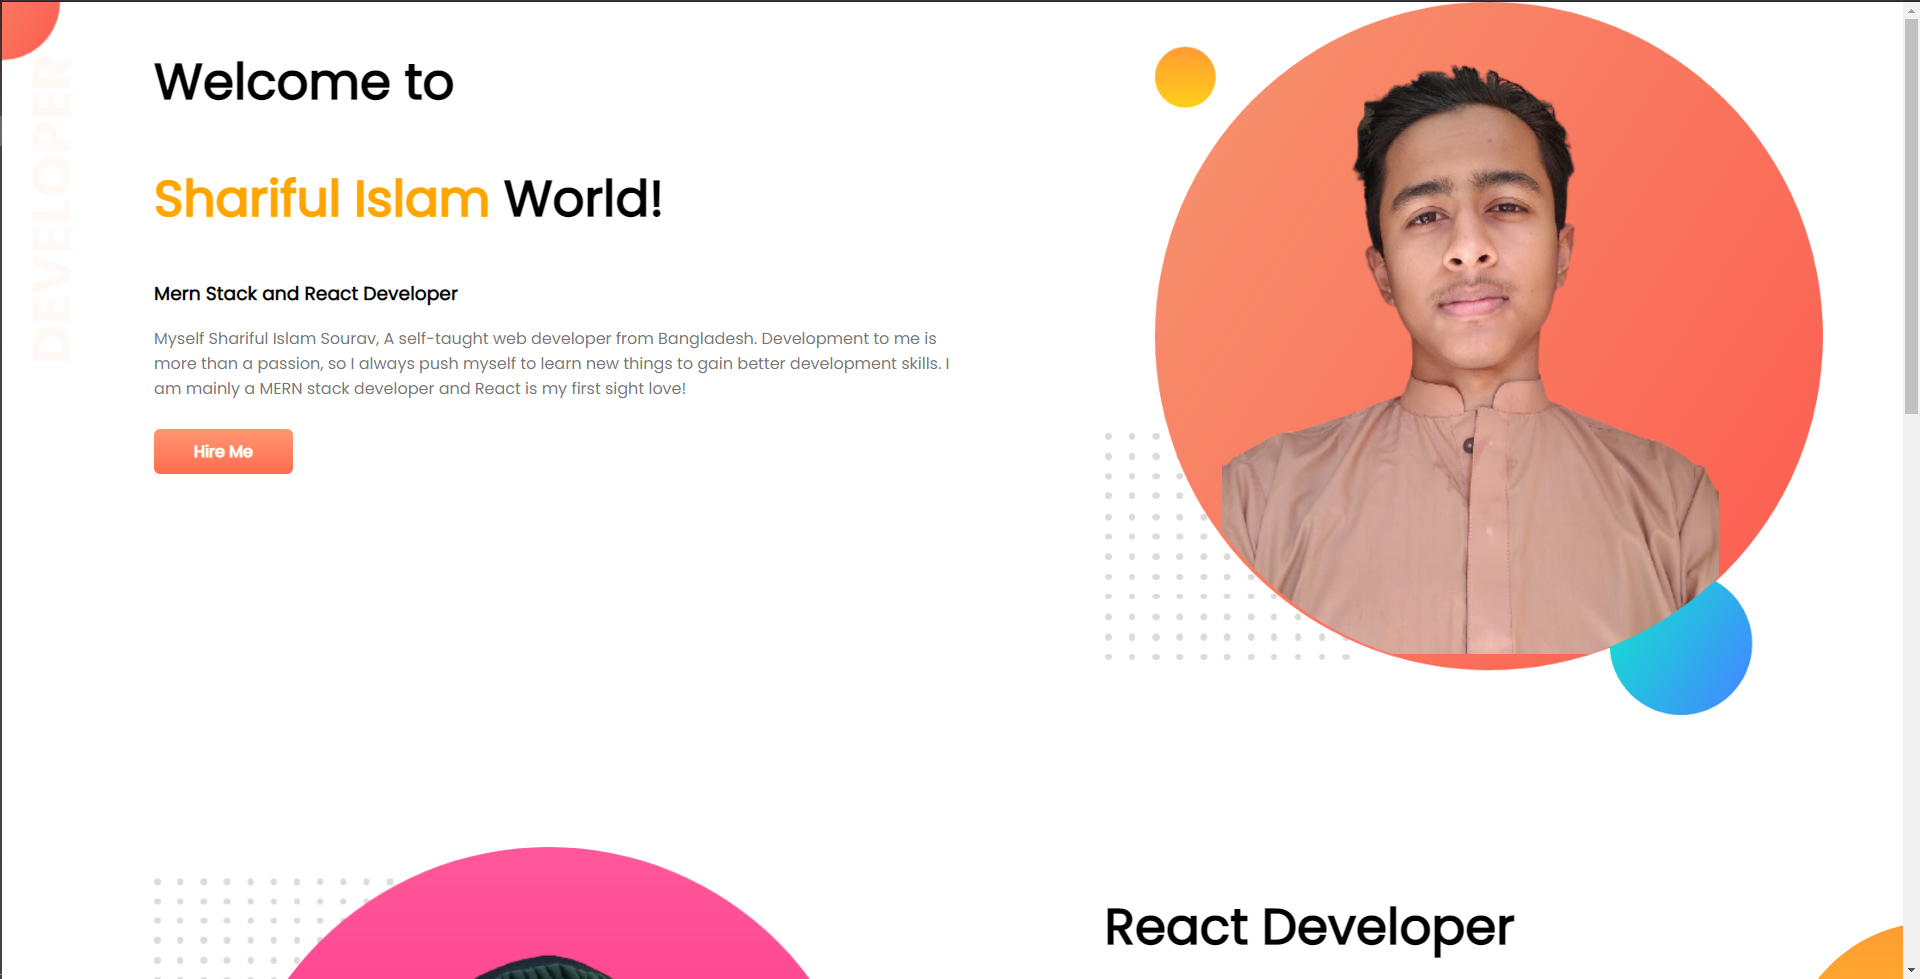 DEVELOPER
Welcome to
Shariful Islam World!
Mern Stack and React Developer
Myself Shariful Islam Sourav, A self-taught web developer from Bangladesh. Development to me is
more than a passion, so I always push myself to learn new things to gain better development skills. I
am mainly a MERN stack developer and React is my first sight love!
Hire Me
React Developer